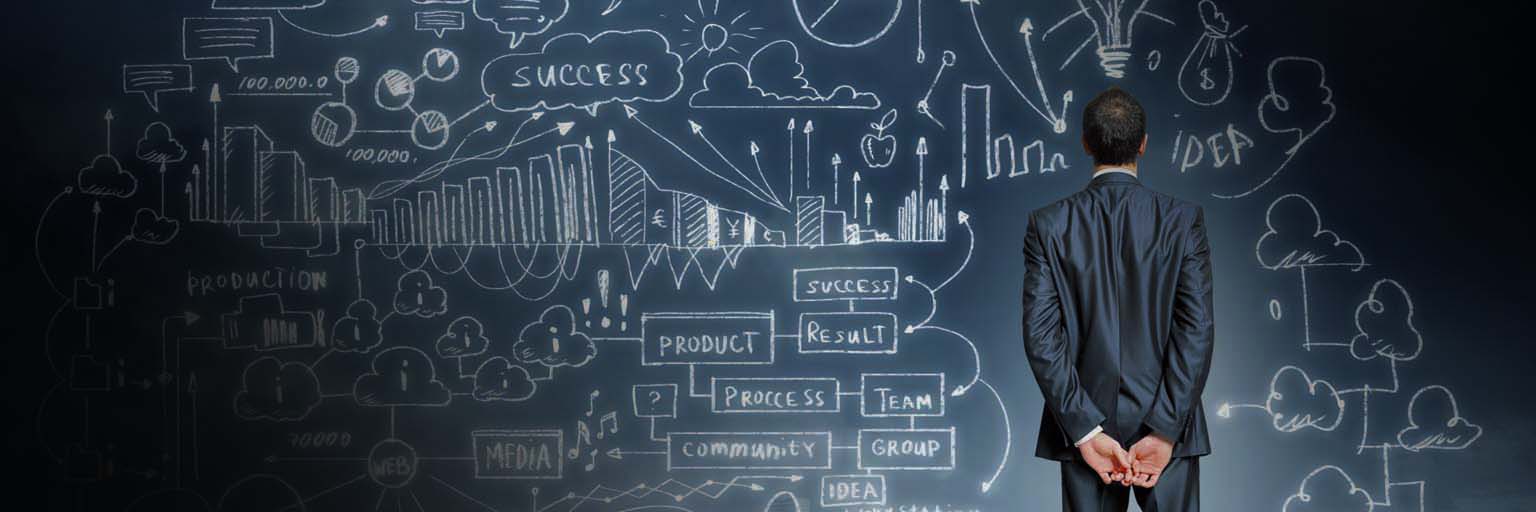 100,000.0
SUCCESS
100,000.
IDEA
$
€
¥
PRODUCTION
SUCCESS
PRODUCT
RESULT
PROCCESS
TEAM
?
COMMUNITY
GROUP
MEDIA
70000
WEB
IDEA